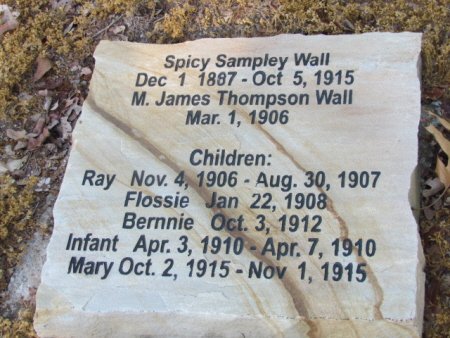 Spicy Sampley Wall
Dec 1 1887 - Oct 5, 1915
M. James Thompson Wall
Mar. 1, 1906
Children:
Ray Nov. 4, 1906 - Aug. 30, 1907
Flossie Jan 22, 1908
Bernnie Oct. 3, 1912
Infant Apr. 3, 1910 - Apr. 7, 1910
Mary Oct. 2, 1915 - Nov 1, 1915